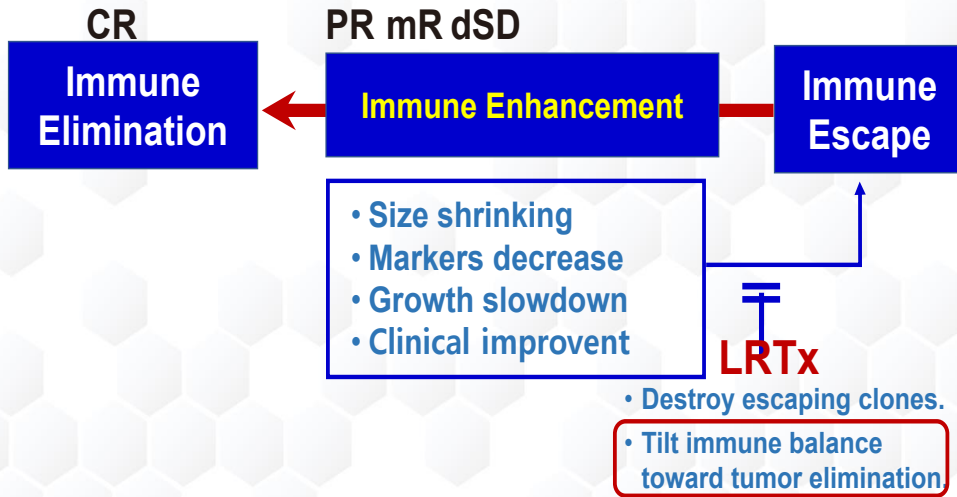 CR
PR mR dSD
Immune
Elimination
Immune Enhancement
Immune
Escape
• Size shrinking
• Markers decrease
• Growth slowdown
• Clinical improvent
LRTx
• Destroy escaping clones.
• Tilt immune balance
toward tumor elimination.